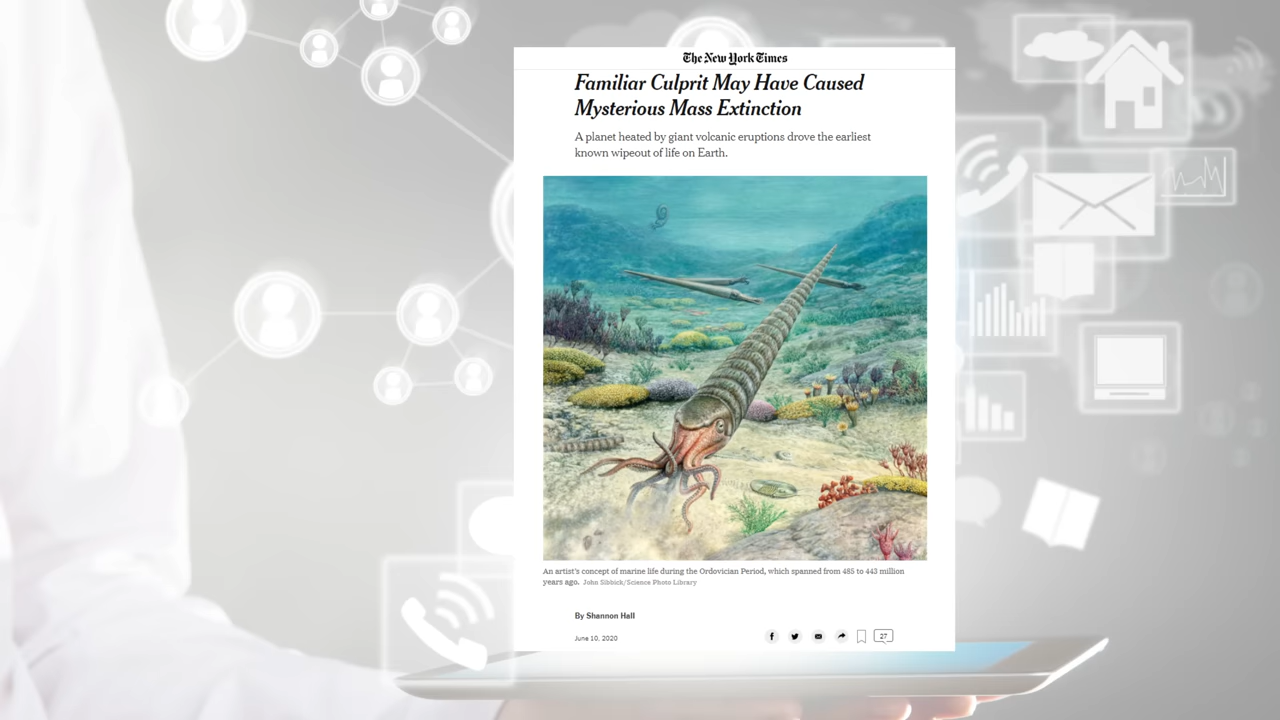 The New York Times
Familiar Culprit May Have Caused
Mysterious Mass Extinction
A planet heated by giant volcanic eruptions drove the earliest
known wipeout of life on Earth.
An artist's concept of marine life during the Ordovician Period, which spanned from 485 to 443 million
years ago. John Sibbick/Science Photo Library
By Shannon Hall
June 10, 2020
27